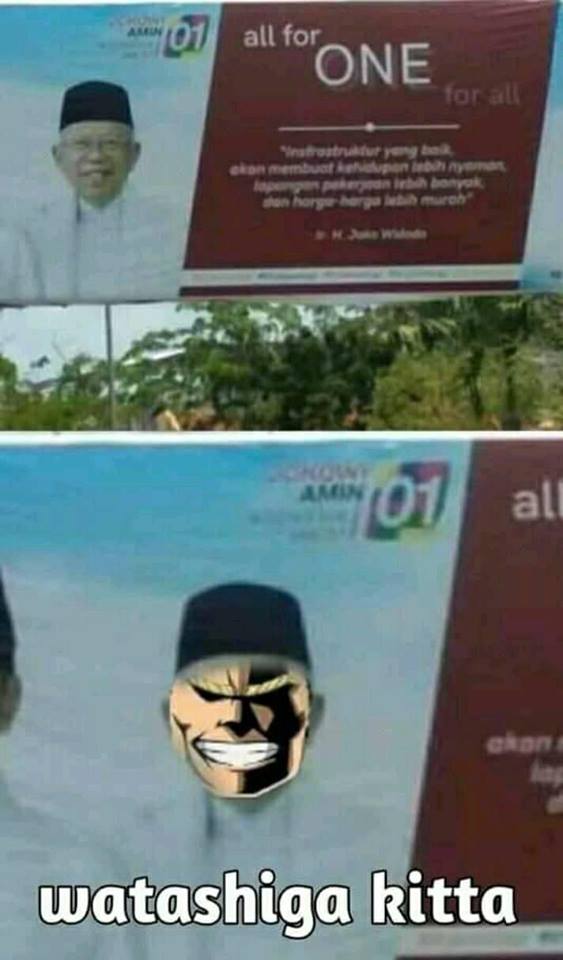 JOKOWI
AMIN 01
all for
ONE
for all
"Insfrastruktur yang baik,
akan membuat kehidupan lebih nyaman,
lapangan pekerjaan lebih banyak,
dan harga-harga lebih murah"
Ir. H. Joko Widodo
JOKOWI
AMIN 01
all
akan
lap
d
watashiga kitta